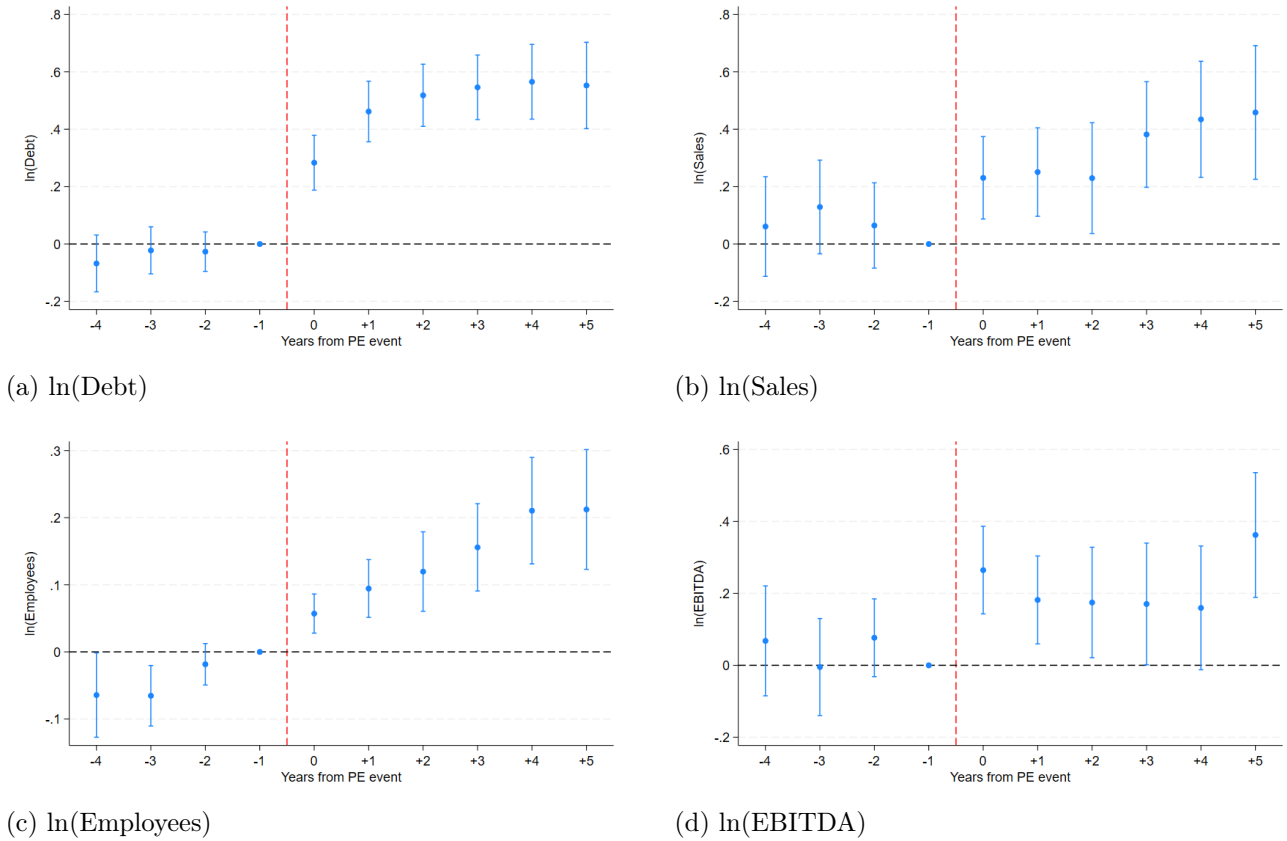 .8
.6
.4
.2
0
-.2
ln(Debt)
-4 -3 -2 -1 0 +1 +2 +3 +4 +5
Years from PE event
(a) ln(Debt)
.8
.6
.4
.2
0
-.2
ln(Sales)
-4 -3 -2 -1 0 +1 +2 +3 +4 +5
Years from PE event
(b) ln(Sales)
.3
.2
.1
0
-.1
ln(Employees)
-4 -3 -2 -1 0 +1 +2 +3 +4 +5
Years from PE event
(c) ln(Employees)
.6
.4
.2
0
-.2
ln(EBITDA)
-4 -3 -2 -1 0 +1 +2 +3 +4 +5
Years from PE event
(d) ln(EBITDA)